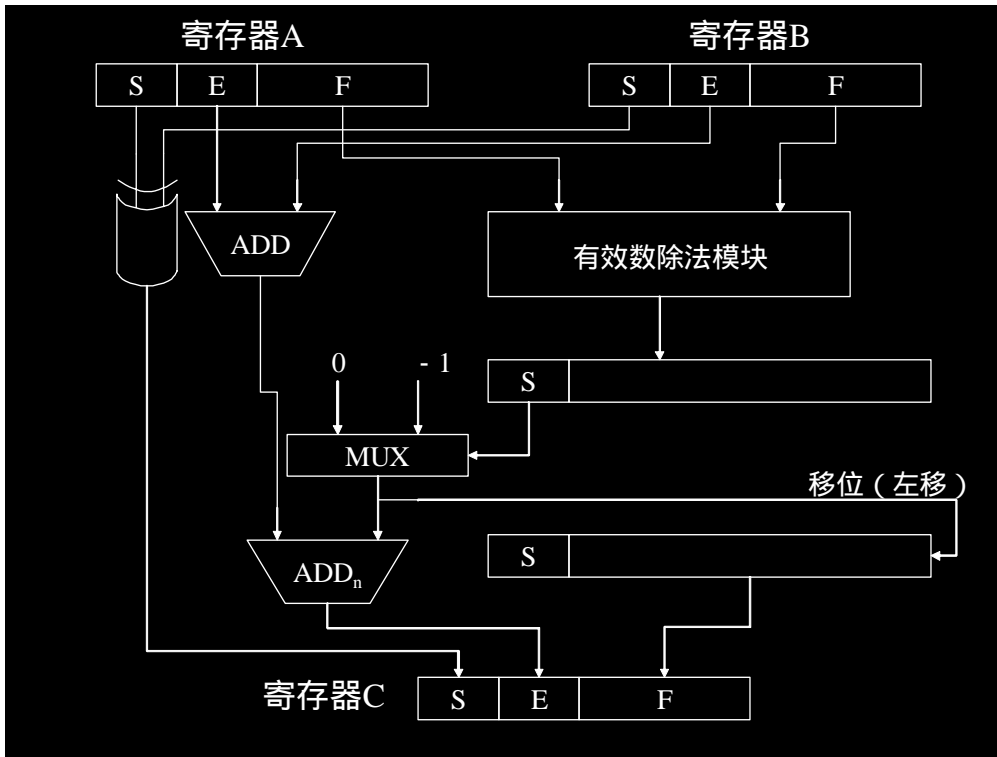 寄存器A
寄存器B
S E F
S E F
ADD
有效数除法模块
0 - 1
S
MUX
移位（左移）
S
ADDn
寄存器C
S E F